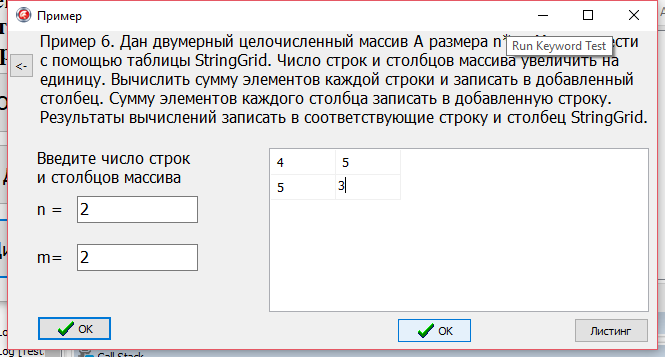 Пример
Пример 6. Дан двумерный целочисленный массив A размера n*
Run Keyword Test
с помощью таблицы StringGrid. Число строк и столбцов массива увеличить на
<-
единицу. Вычислить сумму элементов каждой строки и записать в добавленный
столбец. Сумму элементов каждого столбца записать в добавленную строку.
Результаты вычислений записать в соответствующие строку и столбец StringGrid.
Введите число строк
и столбцов массива
n = 2
m= 2
4 5
5 3
OK
OK
Листинг
Call Stack
Log [Test